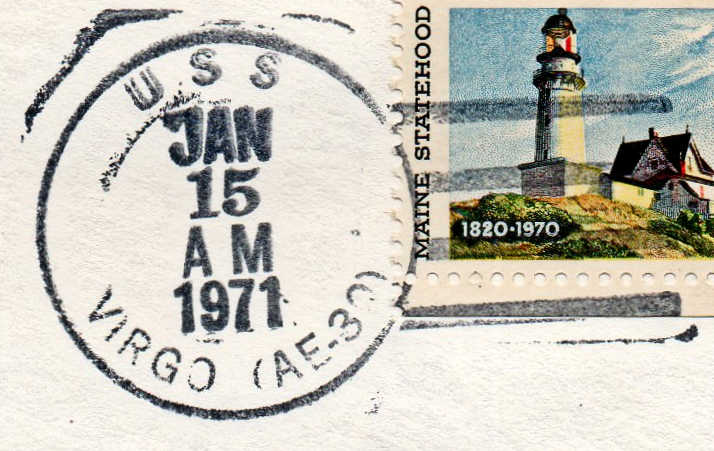 USS
JAN
15
AM
1971
VIRGO (AE-30)
MAINE STATEHOOD
1820·1970